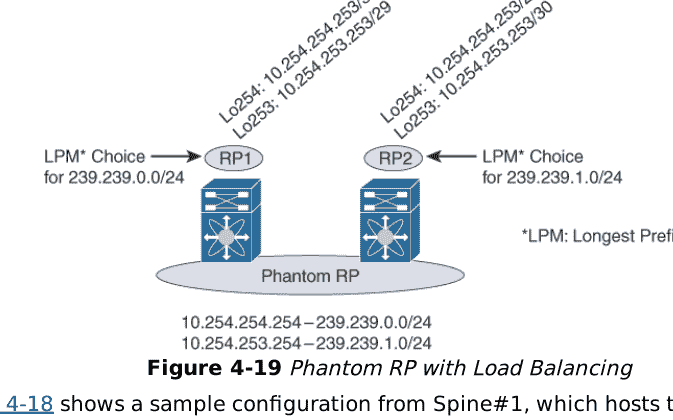 Lo254: 10.254.254.253/3
Lo253: 10.254.253.253/29
Lo254: 10.254.254.253/2
Lo253: 10.254.253.253/30
LPM* Choice
for 239.239.0.0/24
RP1
RP2
LPM* Choice
for 239.239.1.0/24
*LPM: Longest Prefi
Phantom RP
10.254.254.254–239.239.0.0/24
10.254.253.254–239.239.1.0/24
Figure 4-19 Phantom RP with Load Balancing
4-18 shows a sample configuration from Spine#1, which hosts t